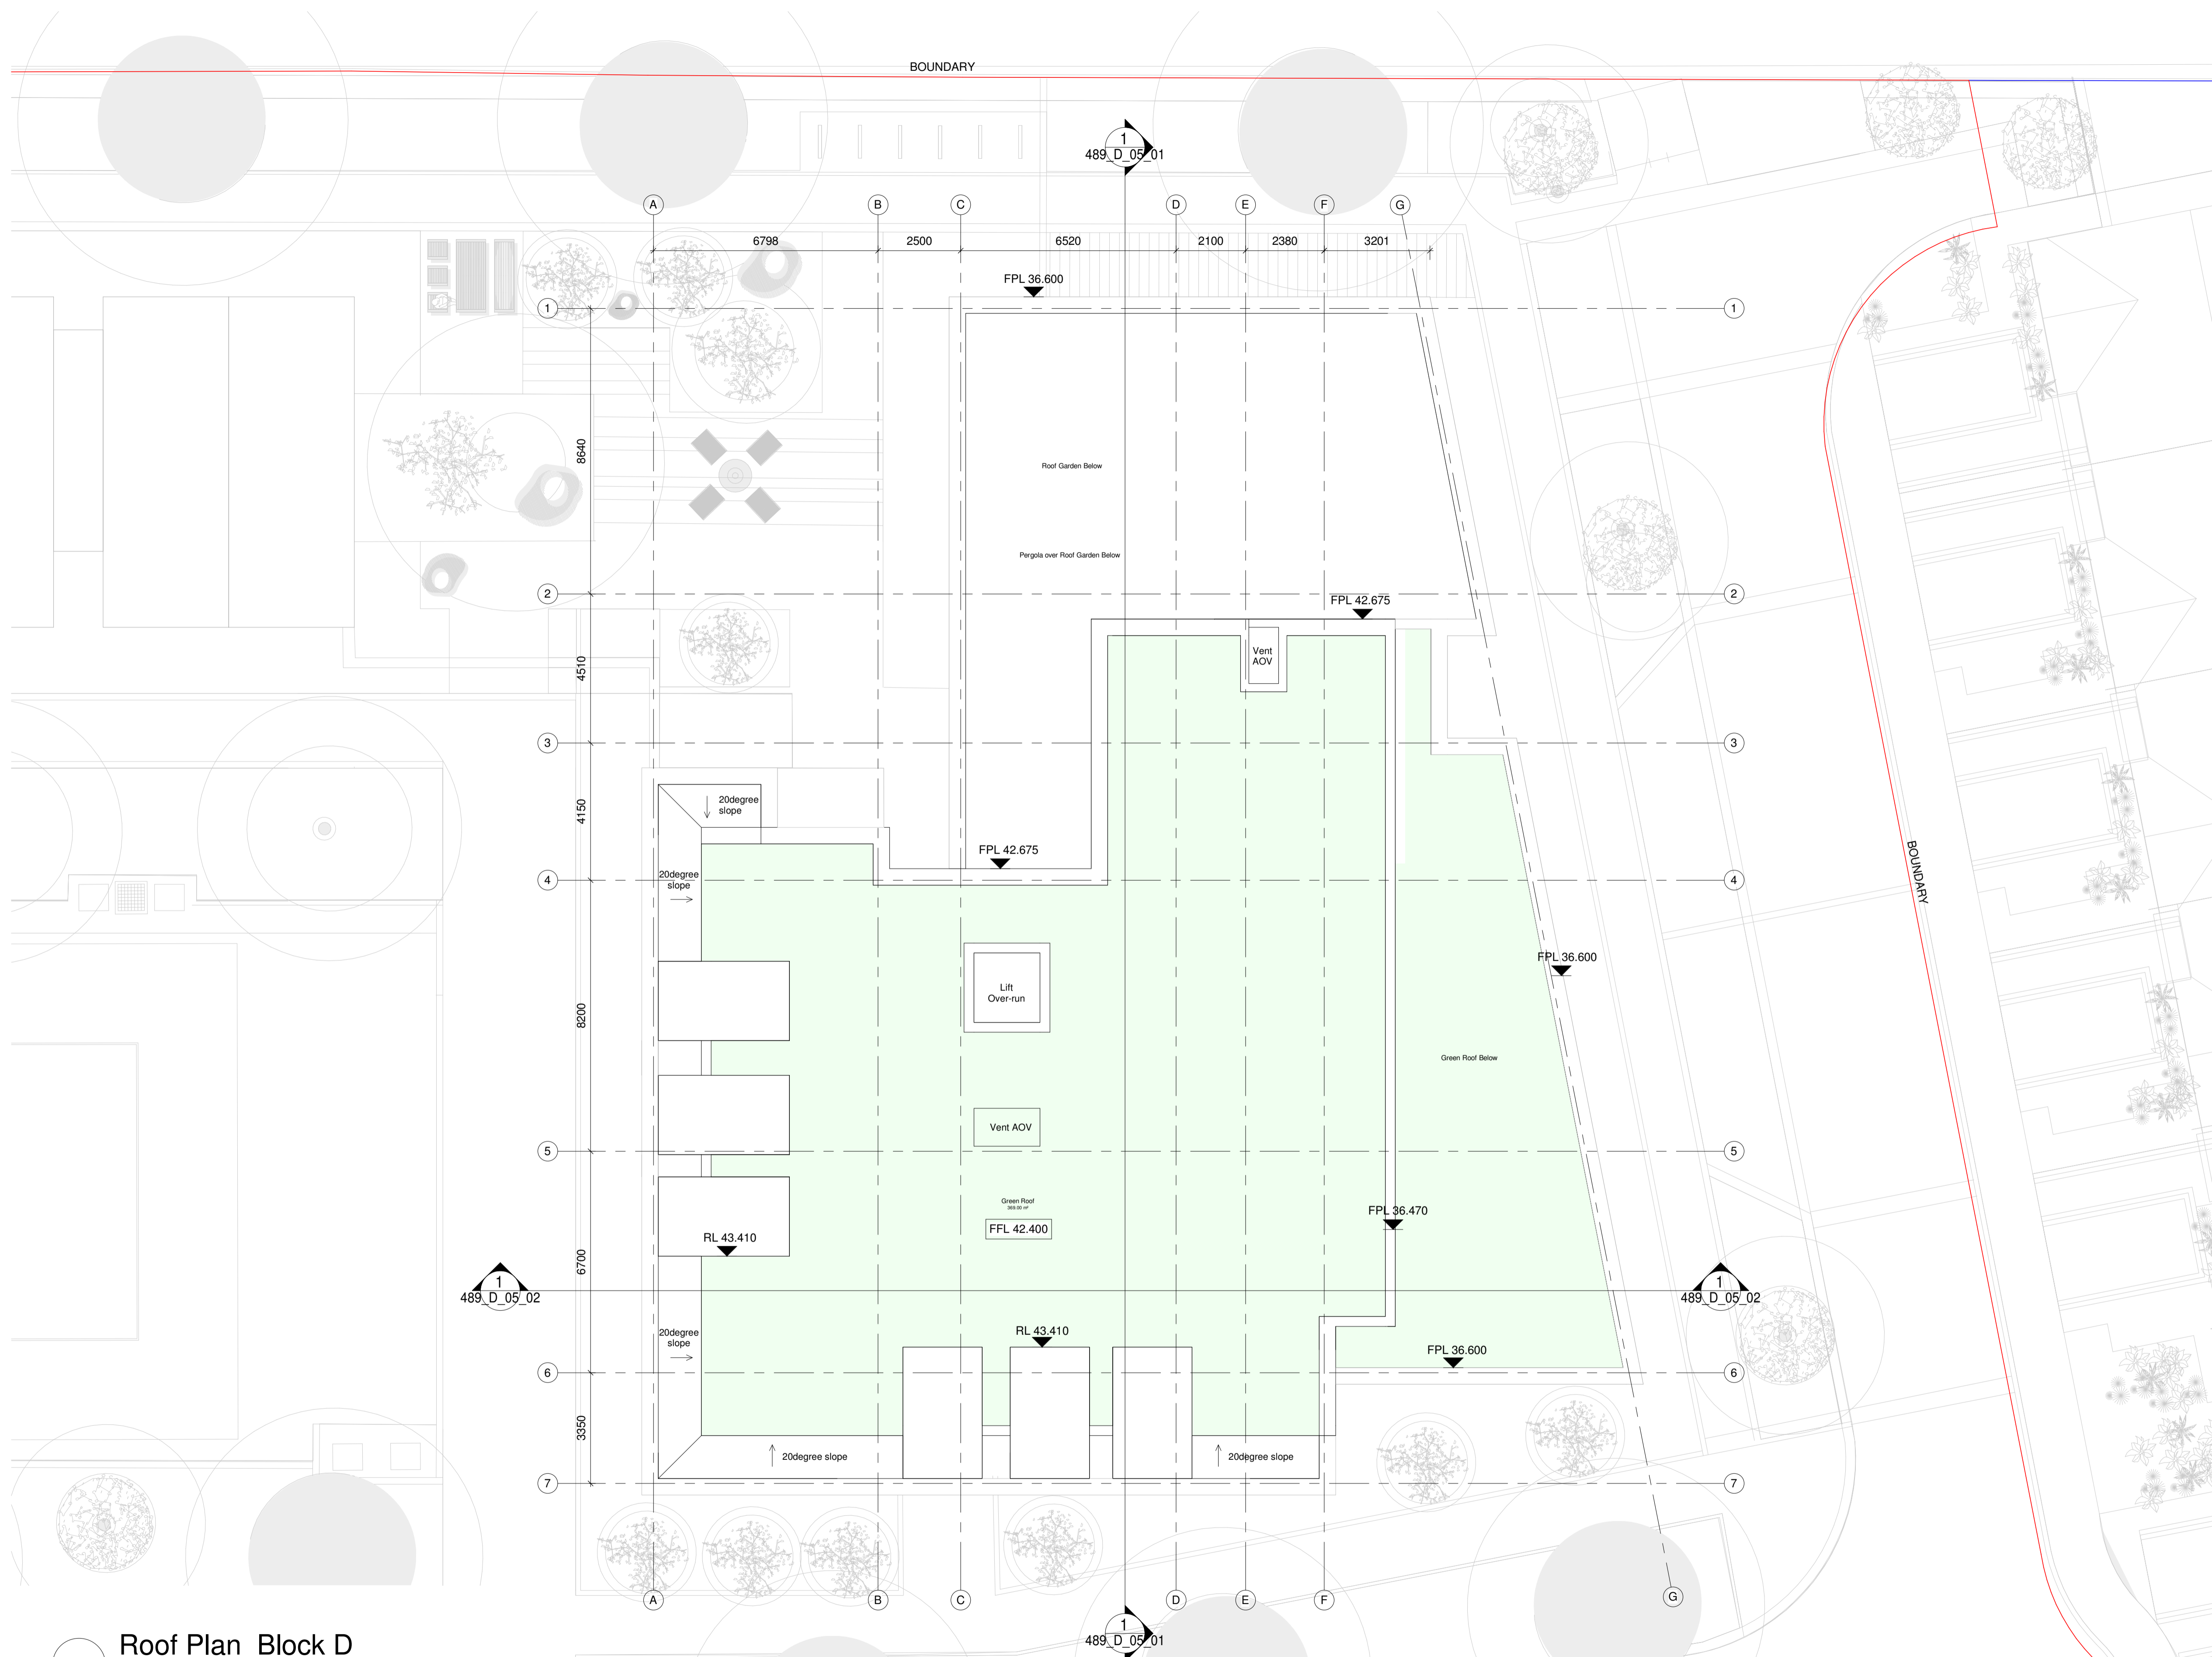 BOUNDARY
1
489_D_05_01
A
B
C
D
E
F
G
6798
2500
6520
2100
2380
3201
FPL 36.600
1
1
8640
Roof Garden Below
Pergola over Roof Garden Below
2
2
FPL 42.675
4510
Vent
AOV
3
3
20degree
slope
4150
FPL 42.675
BOUNDARY
20degree
slope
4
4
FPL 36.600
Lift
Over-run
8200
Green Roof Below
Vent AOV
5
5
Green Roof
369.00 m²
FFL 42.400
FPL 36.470
RL 43.410
6700
1
489_D_05_02
1
489_D_05_02
20degree
slope
RL 43.410
FPL 36.600
6
6
3350
20degree slope
20degree slope
7
7
A
B
C
D
E
F
G
1
489_D_05_01
Roof Plan Block D